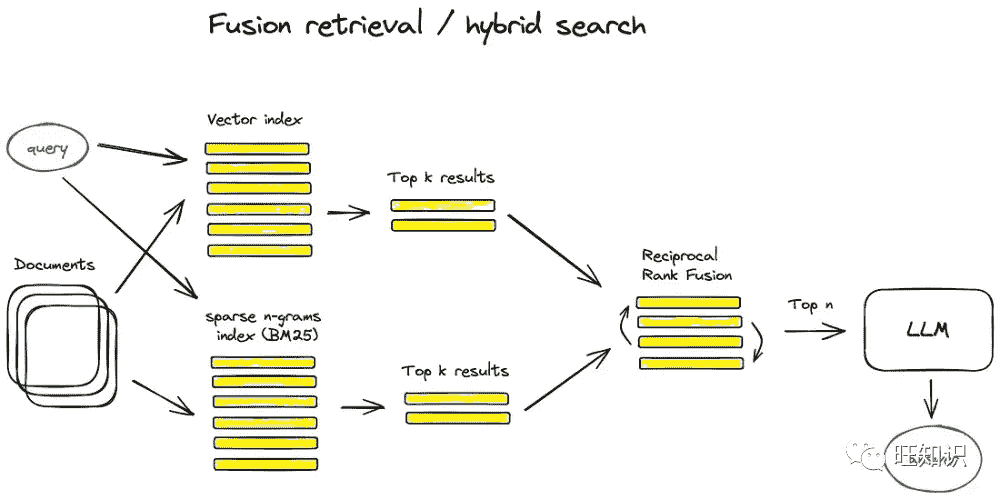 Fusion retrieval / hybrid search
query
Vector index
Top k results
Documents
Reciprocal
Rank Fusion
Top n
LLM
sparse n-grams
index (BM25)
Top k results
旺知识